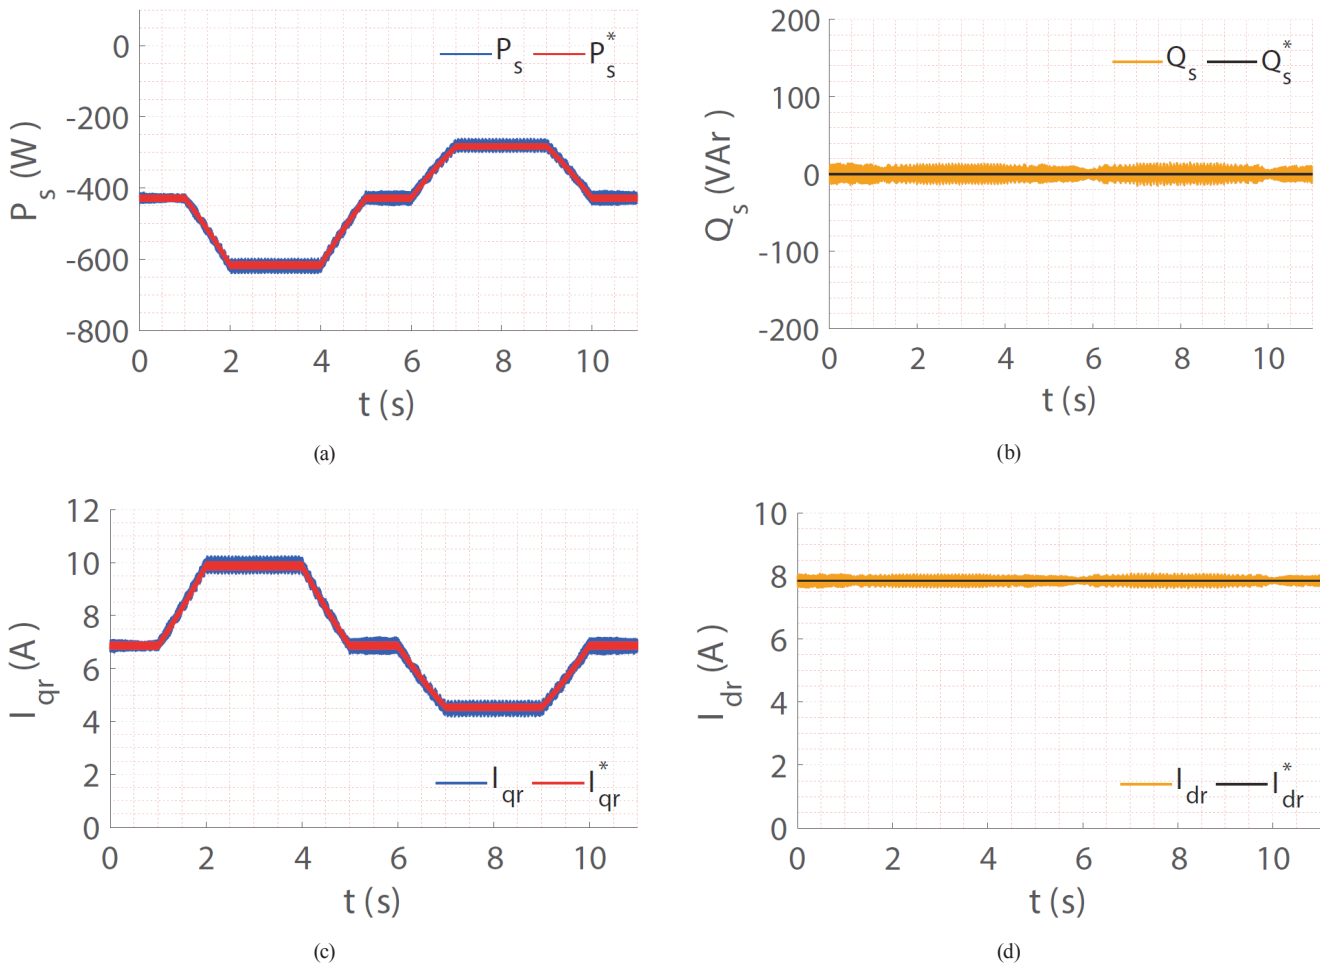 P_s P_s^*
0
-200
-400
-600
-800
P_s (W)
0 2 4 6 8 10
t (s)
(a)
Q_s Q_s^*
200
100
0
-100
-200
Q_s (VAr)
0 2 4 6 8 10
t (s)
(b)
12
10
8
6
4
2
0
I_qr (A)
I_qr I_qr^*
0 2 4 6 8 10
t (s)
(c)
10
8
6
4
2
0
I_dr (A)
I_dr I_dr^*
0 2 4 6 8 10
t (s)
(d)